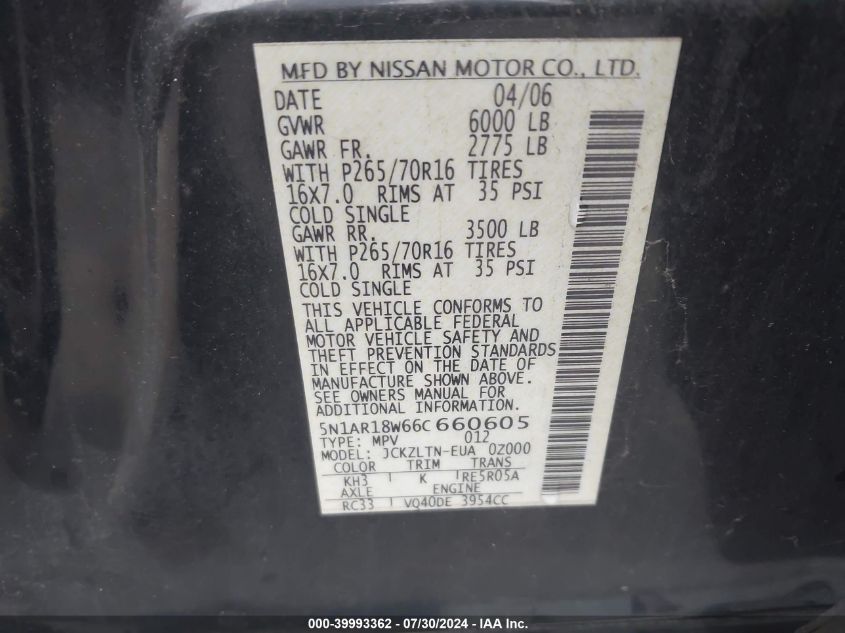 MFD BY NISSAN MOTOR CO., LTD.
DATE 04/06
GVWR 6000 LB
GAWR FR. 2775 LB
WITH P265/70R16 TIRES
16X7.0 RIMS AT 35 PSI
COLD SINGLE
GAWR RR. 3500 LB
WITH P265/70R16 TIRES
16X7.0 RIMS AT 35 PSI
COLD SINGLE
THIS VEHICLE CONFORMS TO
ALL APPLICABLE FEDERAL
MOTOR VEHICLE SAFETY AND
THEFT PREVENTION STANDARDS
IN EFFECT ON THE DATE OF
MANUFACTURE SHOWN ABOVE.
SEE OWNERS MANUAL FOR
ADDITIONAL INFORMATION.
5N1AR18W66C660605
TYPE: MPV 012
MODEL: JCKZLTN-EUA 0Z000
COLOR TRIM TRANS
KH3 K RE5R05A
AXLE ENGINE
RC33 VQ40DE 3954CC
000-39993362 - 07/30/2024 - IAA Inc.